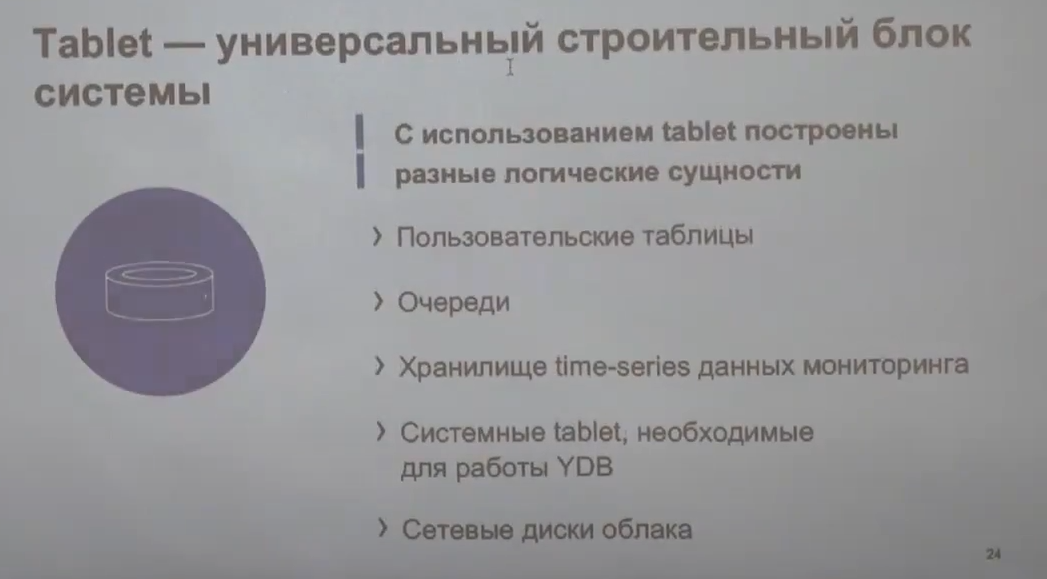 Tablet — универсальный строительный блок
системы
С использованием tablet построены
разные логические сущности
› Пользовательские таблицы
› Очереди
› Хранилище time-series данных мониторинга
› Системные tablet, необходимые
для работы YDB
› Сетевые диски облака
24